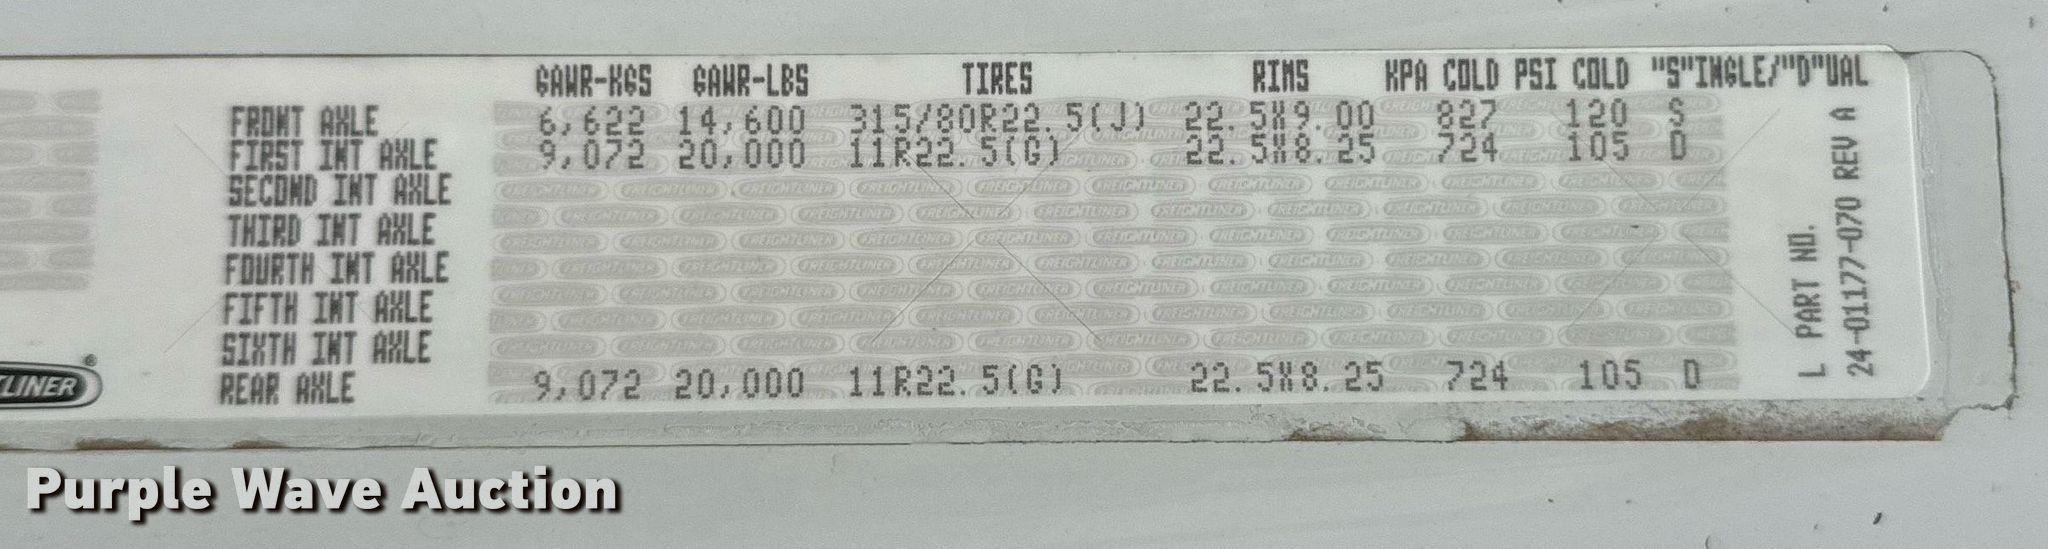 GAWR-KGS GAWR-LBS TIRES RIMS KPA COLD PSI COLD "S"INGLE/"D"UAL
FRONT AXLE 6,622 14,600 315/80R22.5(J) 22.5X9.00 827 120 S
FIRST INT AXLE 9,072 20,000 11R22.5(G) 22.5X8.25 724 105 D
SECOND INT AXLE
THIRD INT AXLE
FOURTH INT AXLE
FIFTH INT AXLE
SIXTH INT AXLE
REAR AXLE 9,072 20,000 11R22.5(G) 22.5X8.25 724 105 D
L PART NO.
24-01177-070 REV A
TLINER®
Purple Wave Auction